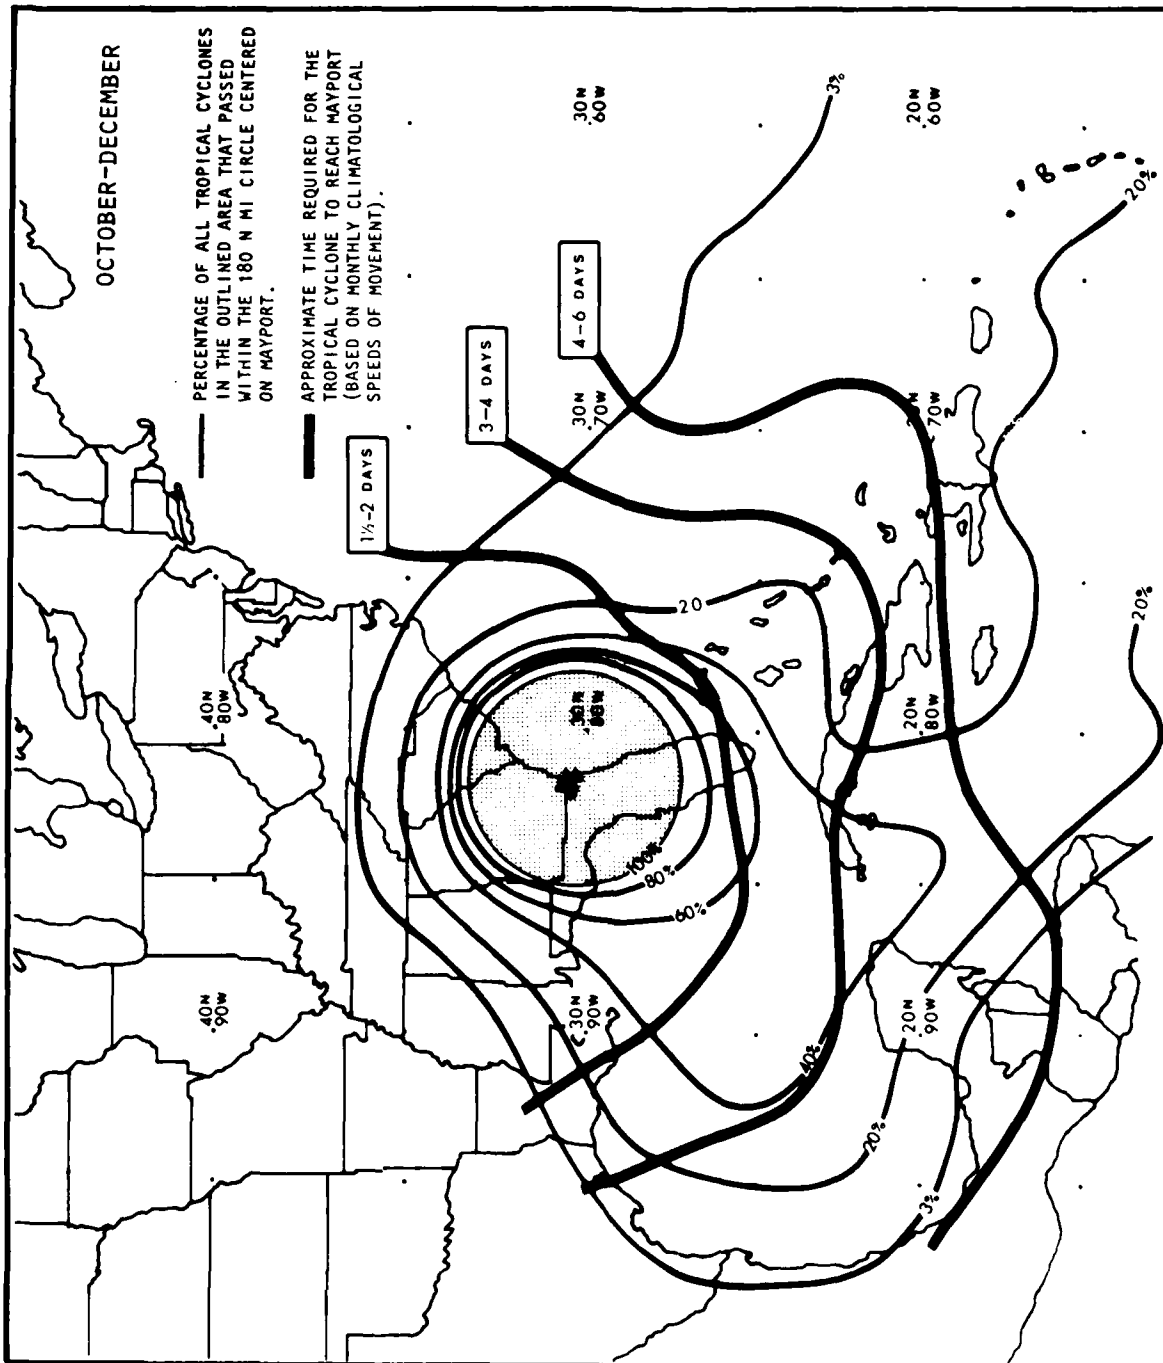 OCTOBER-DECEMBER
PERCENTAGE OF ALL TROPICAL CYCLONES
IN THE OUTLINED AREA THAT PASSED
WITHIN THE 180 N MI CIRCLE CENTERED
ON MAYPORT.
APPROXIMATE TIME REQUIRED FOR THE
TROPICAL CYCLONE TO REACH MAYPORT
(BASED ON MONTHLY CLIMATOLOGICAL
SPEEDS OF MOVEMENT).
1½-2 DAYS
3-4 DAYS
4-6 DAYS
40N
90W
40N
80W
30N
90W
30N
80W
30N
70W
30N
60W
20N
90W
20N
80W
70W
20N
60W
100%
80%
60%
40%
20%
3%
20
3%
20%
20%